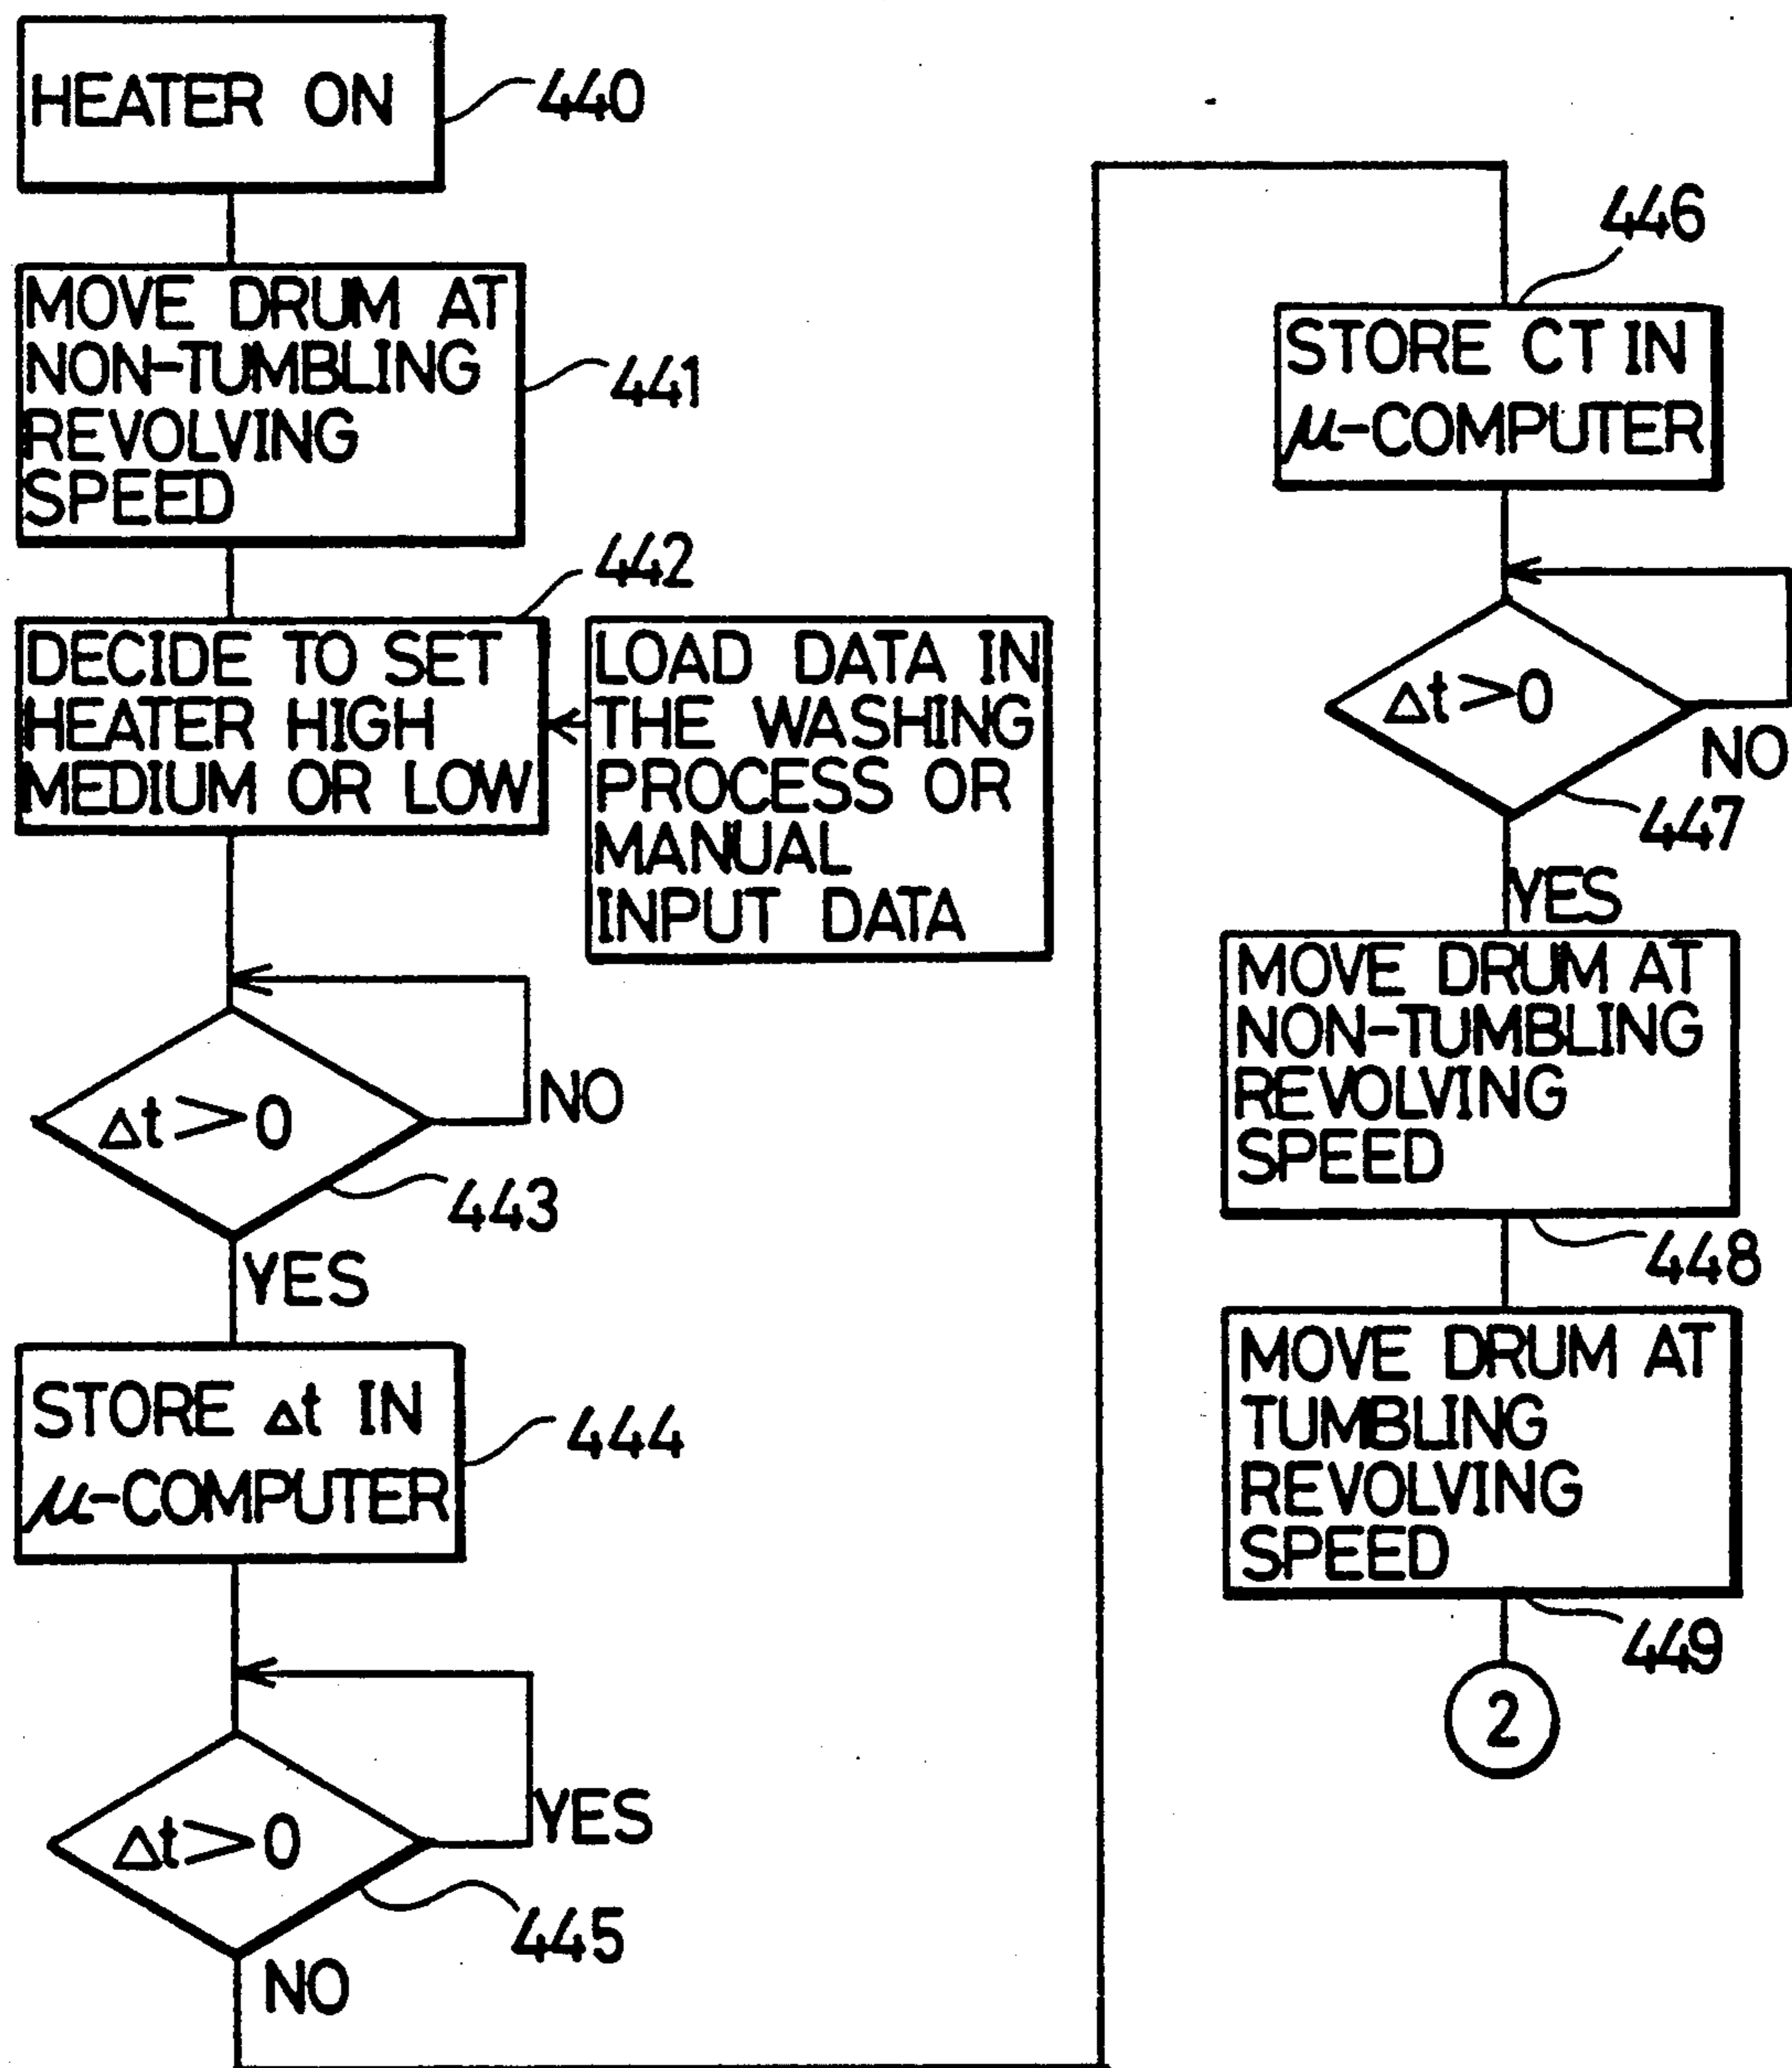 HEATER ON
440
MOVE DRUM AT
NON-TUMBLING
REVOLVING
SPEED
441
442
DECIDE TO SET
HEATER HIGH
MEDIUM OR LOW
LOAD DATA IN
THE WASHING
PROCESS OR
MANUAL
INPUT DATA
Δt>0
NO
443
YES
STORE Δt IN
μ-COMPUTER
444
Δt>0
YES
445
NO
446
STORE CT IN
μ-COMPUTER
Δt>0
NO
447
YES
MOVE DRUM AT
NON-TUMBLING
REVOLVING
SPEED
448
MOVE DRUM AT
TUMBLING
REVOLVING
SPEED
449
2